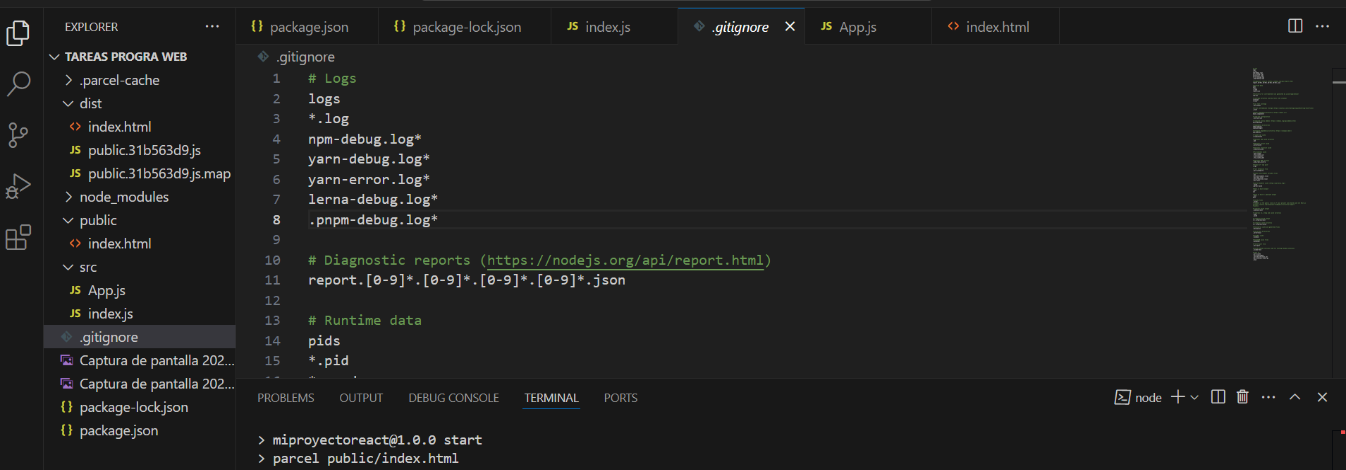 EXPLORER
TAREAS PROGRA WEB
.parcel-cache
dist
index.html
JS public.31b563d9.js
JS public.31b563d9.js.map
node_modules
public
index.html
src
JS App.js
JS index.js
.gitignore
Captura de pantalla 202...
Captura de pantalla 202...
{} package-lock.json
{} package.json
{} package.json {} package-lock.json JS index.js .gitignore JS App.js index.html
.gitignore
1 # Logs
2 logs
3 *.log
4 npm-debug.log*
5 yarn-debug.log*
6 yarn-error.log*
7 lerna-debug.log*
8 .pnpm-debug.log*
9
10 # Diagnostic reports (https://nodejs.org/api/report.html)
11 report.[0-9]*.[0-9]*.[0-9]*.[0-9]*.json
12
13 # Runtime data
14 pids
15 *.pid
PROBLEMS OUTPUT DEBUG CONSOLE TERMINAL PORTS node
> miproyectoreact@1.0.0 start
> parcel public/index.html